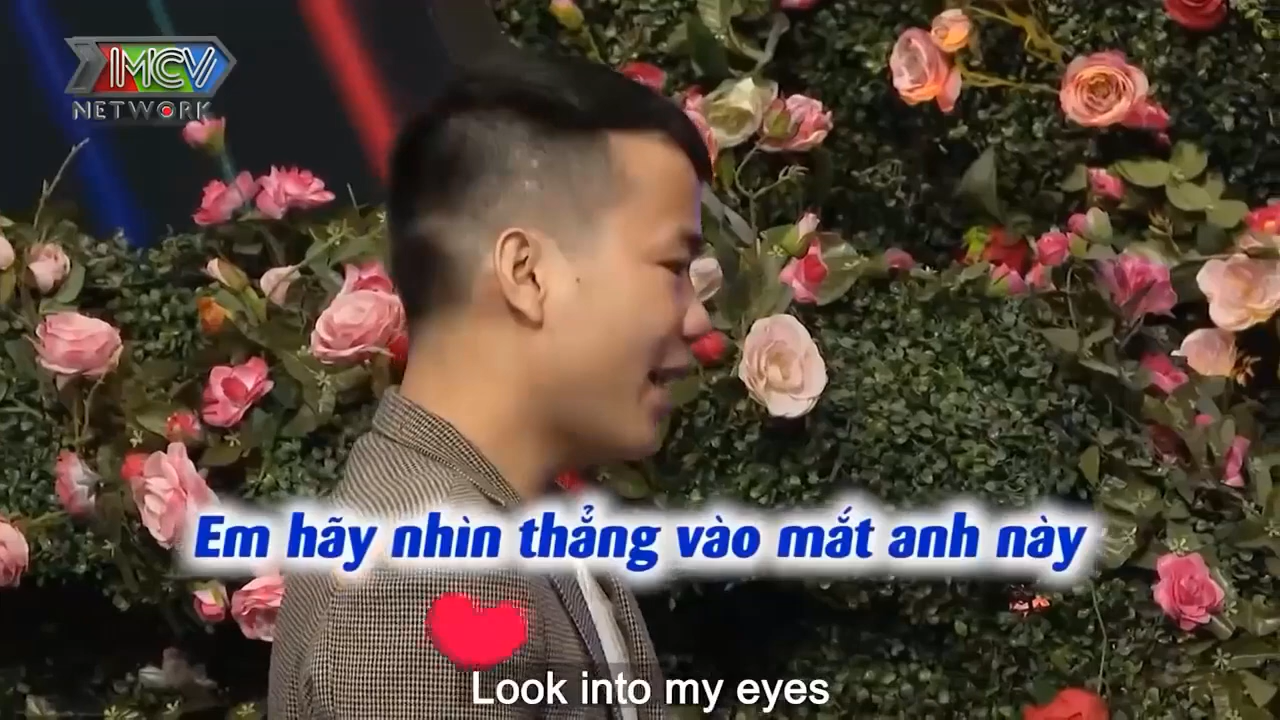 MCV
NETWORK
Em hãy nhìn thẳng vào mắt anh này
Look into my eyes